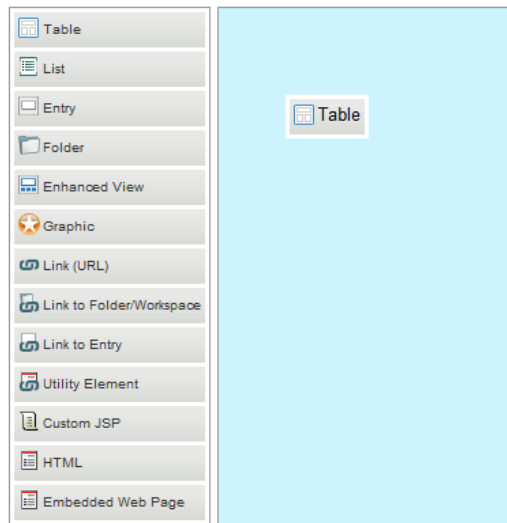 Table
List
Entry
Folder
Enhanced View
Graphic
Link (URL)
Link to Folder/Workspace
Link to Entry
Utility Element
Custom JSP
HTML
Embedded Web Page
Table